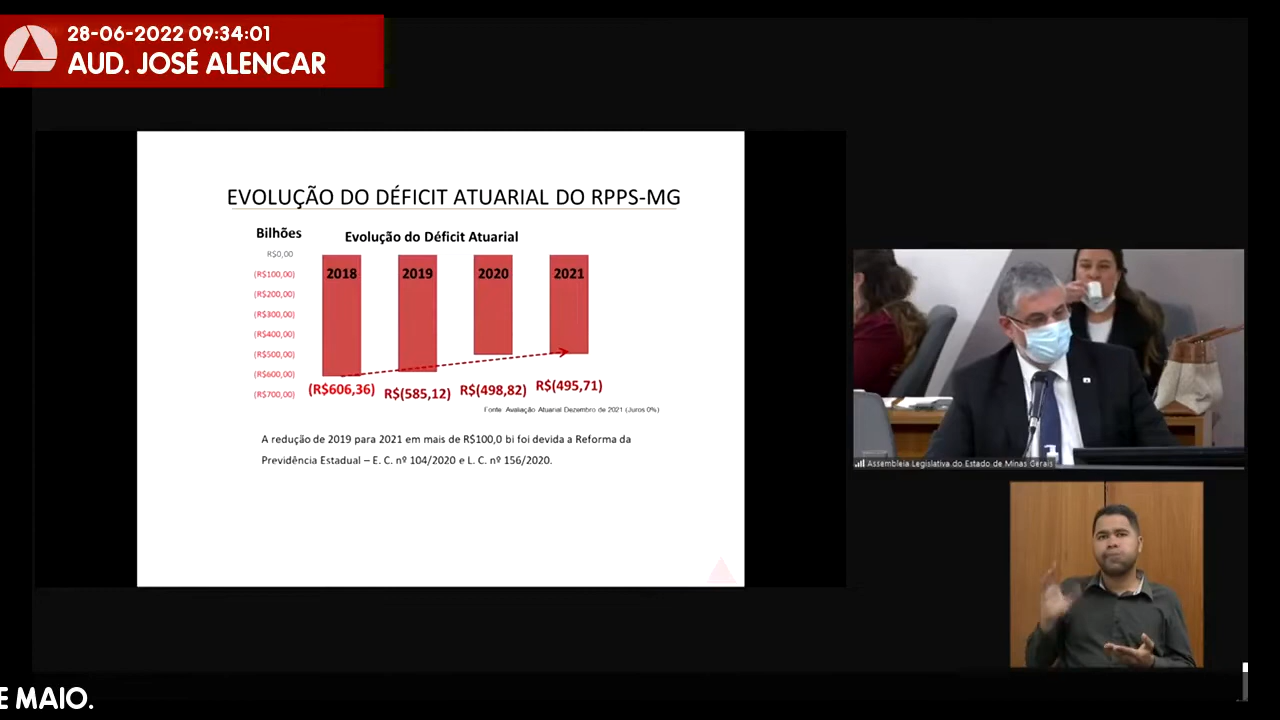 28-06-2022 09:34:01
AUD. JOSÉ ALENCAR
EVOLUÇÃO DO DÉFICIT ATUARIAL DO RPPS-MG
Bilhões
Evolução do Déficit Atuarial
R$0,00
(R$100,00)
(R$200,00)
(R$300,00)
(R$400,00)
(R$500,00)
(R$600,00)
(R$700,00)
2018 2019 2020 2021
(R$606,36) R$(585,12) R$(498,82) R$(495,71)
Fonte Avaliação Atuarial Dezembro de 2021 (Juros 0%)
A redução de 2019 para 2021 em mais de R$100,0 bi foi devida a Reforma da
Previdência Estadual – E. C. nº 104/2020 e L. C. nº 156/2020.
Assembleia Legislativa do Estado de Minas Gerais
E MAIO.